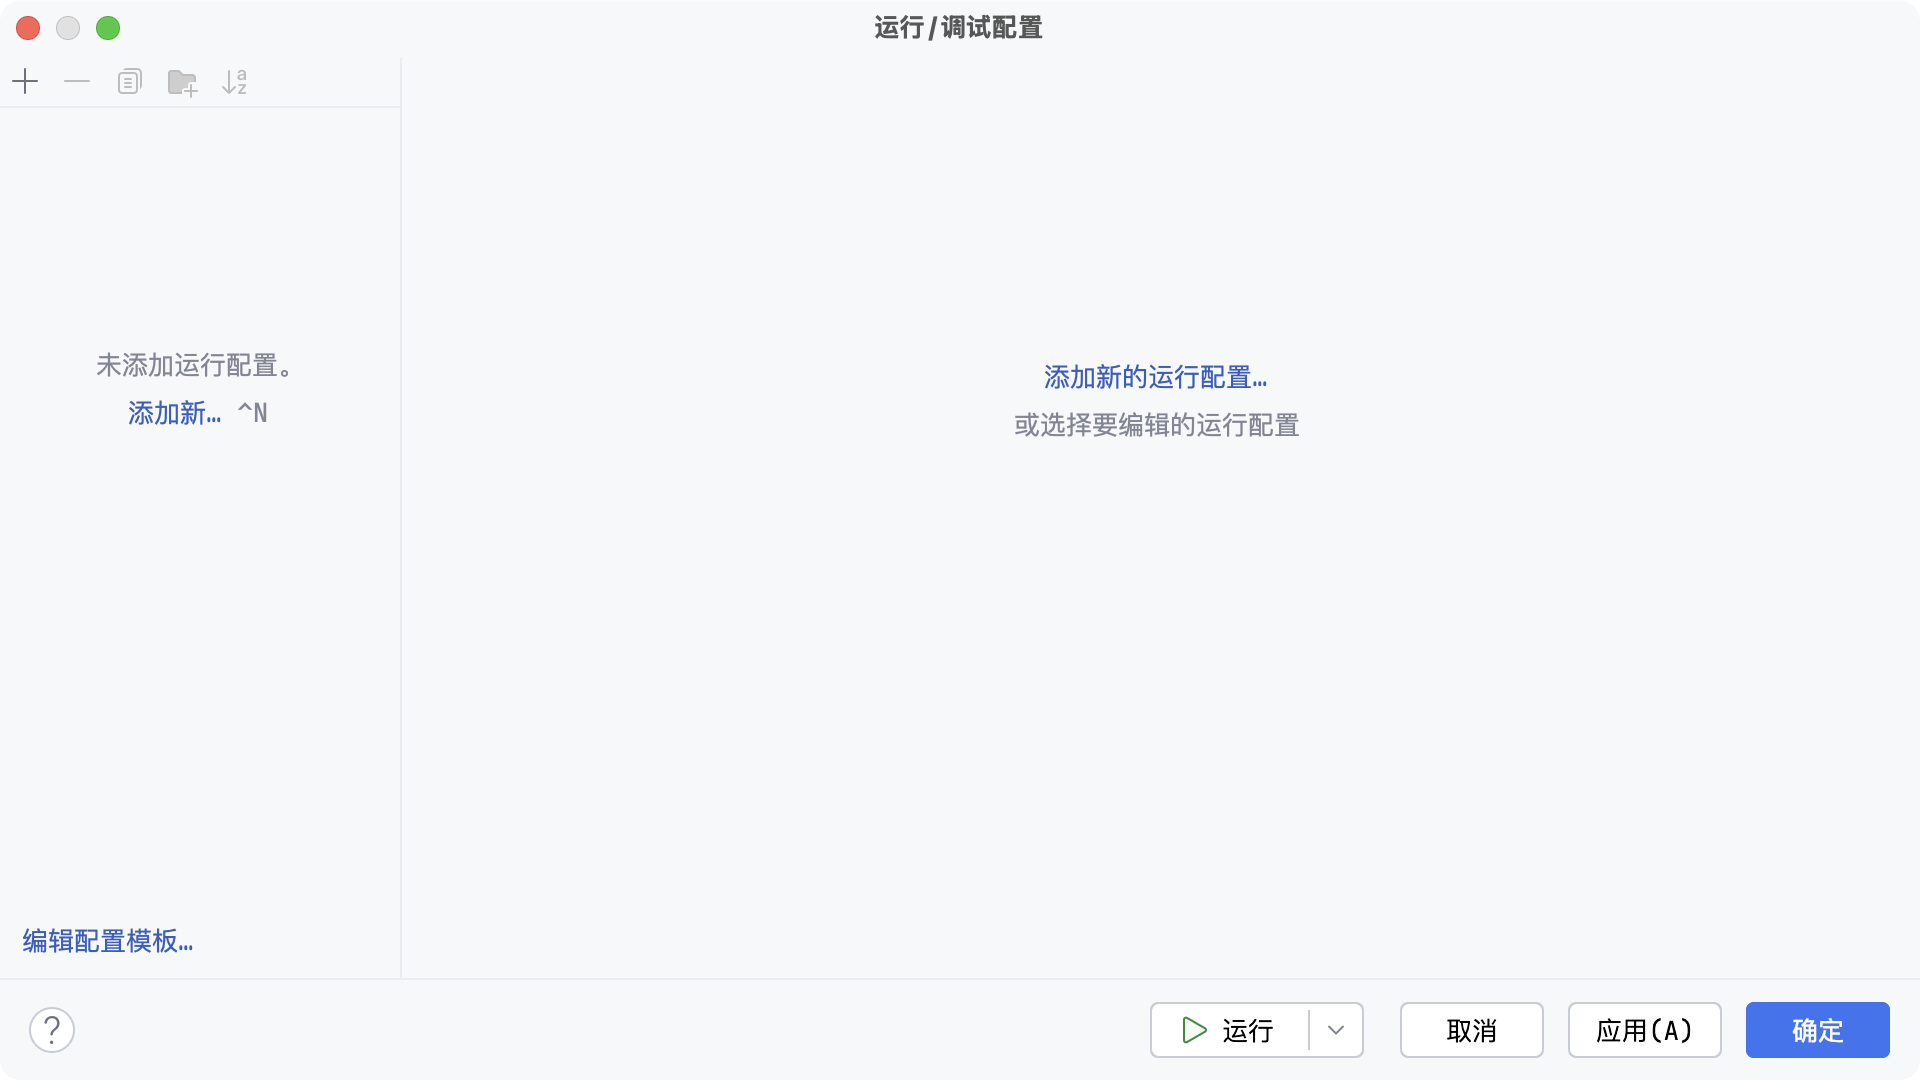 运行/调试配置
未添加运行配置。
添加新… ^N
添加新的运行配置…
或选择要编辑的运行配置
编辑配置模板…
运行
取消
应用(A)
确定